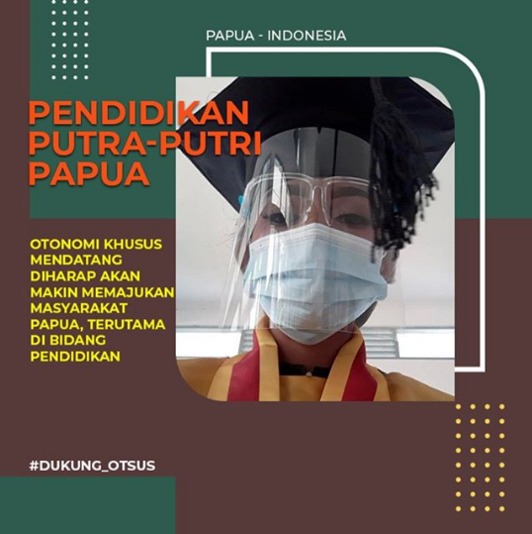 PAPUA - INDONESIA
PENDIDIKAN
PUTRA-PUTRI
PAPUA
OTONOMI KHUSUS
MENDATANG
DIHARAP AKAN
MAKIN MEMAJUKAN
MASYARAKAT
PAPUA, TERUTAMA
DI BIDANG
PENDIDIKAN
#DUKUNG_OTSUS